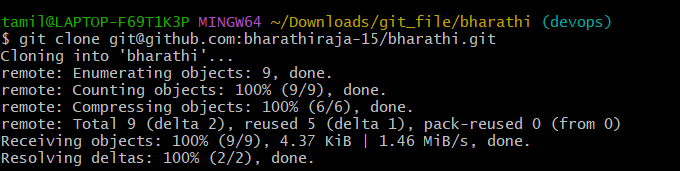 tamil@LAPTOP-F69T1K3P MINGW64 ~/Downloads/git_file/bharathi (devops)
$ git clone git@github.com:bharathiraja-15/bharathi.git
Cloning into 'bharathi'...
remote: Enumerating objects: 9, done.
remote: Counting objects: 100% (9/9), done.
remote: Compressing objects: 100% (6/6), done.
remote: Total 9 (delta 2), reused 5 (delta 1), pack-reused 0 (from 0)
Receiving objects: 100% (9/9), 4.37 KiB | 1.46 MiB/s, done.
Resolving deltas: 100% (2/2), done.